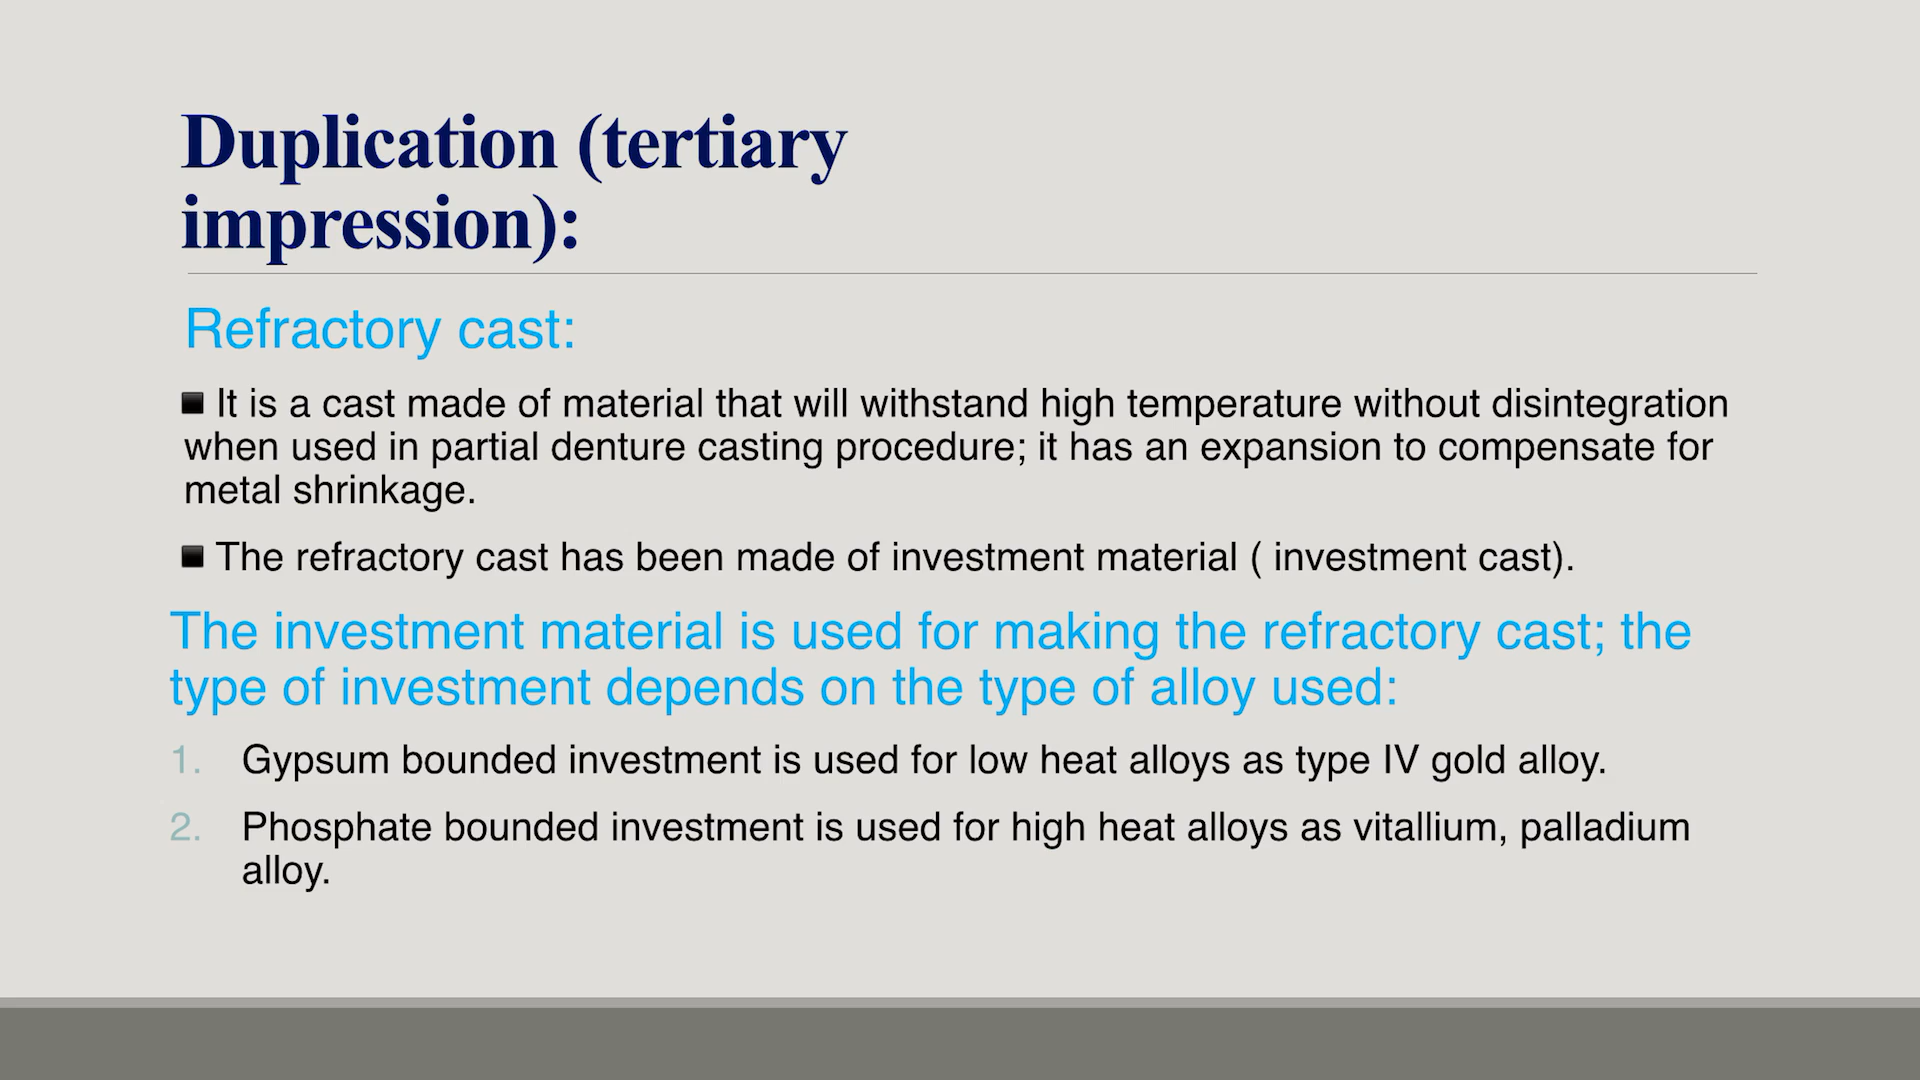 Duplication (tertiary
impression):
Refractory cast:
■ It is a cast made of material that will withstand high temperature without disintegration
when used in partial denture casting procedure; it has an expansion to compensate for
metal shrinkage.
■ The refractory cast has been made of investment material ( investment cast).
The investment material is used for making the refractory cast; the
type of investment depends on the type of alloy used:
1. Gypsum bounded investment is used for low heat alloys as type IV gold alloy.
2. Phosphate bounded investment is used for high heat alloys as vitallium, palladium
alloy.